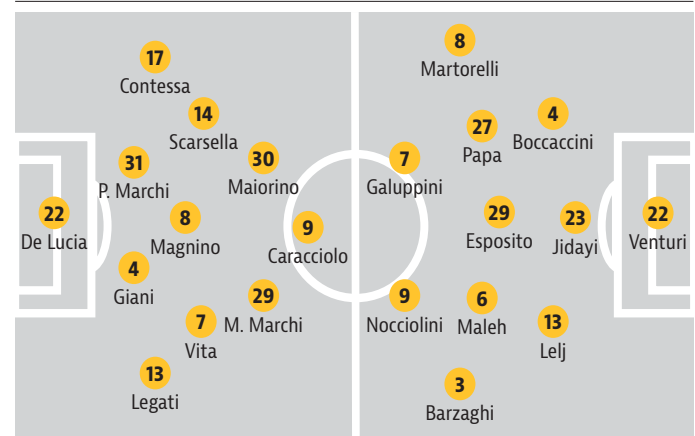 17
Contessa
14
Scarsella
31
P. Marchi
30
Maiorino
22
De Lucia
8
Magnino
9
Caracciolo
4
Giani
29
M. Marchi
7
Vita
13
Legati
8
Martorelli
4
Boccaccini
27
Papa
7
Galuppini
29
Esposito
23
Jidayi
22
Venturi
9
Nocciolini
6
Maleh
13
Lelj
3
Barzaghi